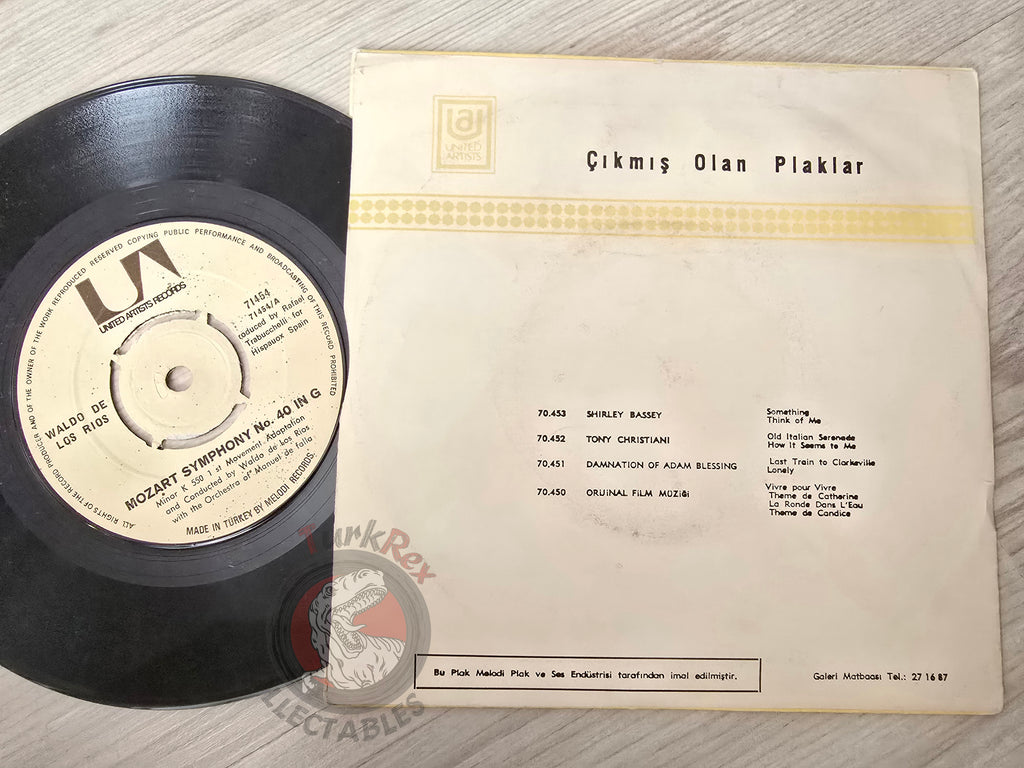 ALL RIGHTS OF THE RECORD PRODUCER AND OF THE OWNER OF THE WORK REPRODUCED RESERVED COPYING PUBLIC PERFORMANCE AND BROADCASTING OF THIS RECORD PROHIBITED
UNITED ARTISTS RECORDS
71454
71454/A
Produced by Rafael
Trabucchelli for
Hispauox Spain
WALDO DE
LOS RIOS
MOZART SYMPHONY No. 40 IN G
Minor K 550 1 st Movement-Adaptation
and Conducted by Waldo de Los Rios
with the Orchestra of "Manuel de Falla"
MADE IN TÜRKEY BY MELODİ RECORDS.
UNITED
ARTISTS
Çıkmış Olan Plaklar
70.453 SHIRLEY BASSEY Something
Think of Me
70.452 TONY CHRISTIANI Old Italian Serenade
How It Seems to Me
70.451 DAMNATION OF ADAM BLESSING Last Train to Clarkeville
Lonely
70.450 ORUİNAL FİLM MÜZİĞİ Vivre pour Vivre
Theme de Catherine
La Ronde Dans L'Eau
Theme de Candice
Bu Plak Melodi Plak ve Ses Endüstrisi tarafından imal edilmiştir.
Galeri Matbaası Tel.: 27 16 87
TurkRex
COLLECTABLES